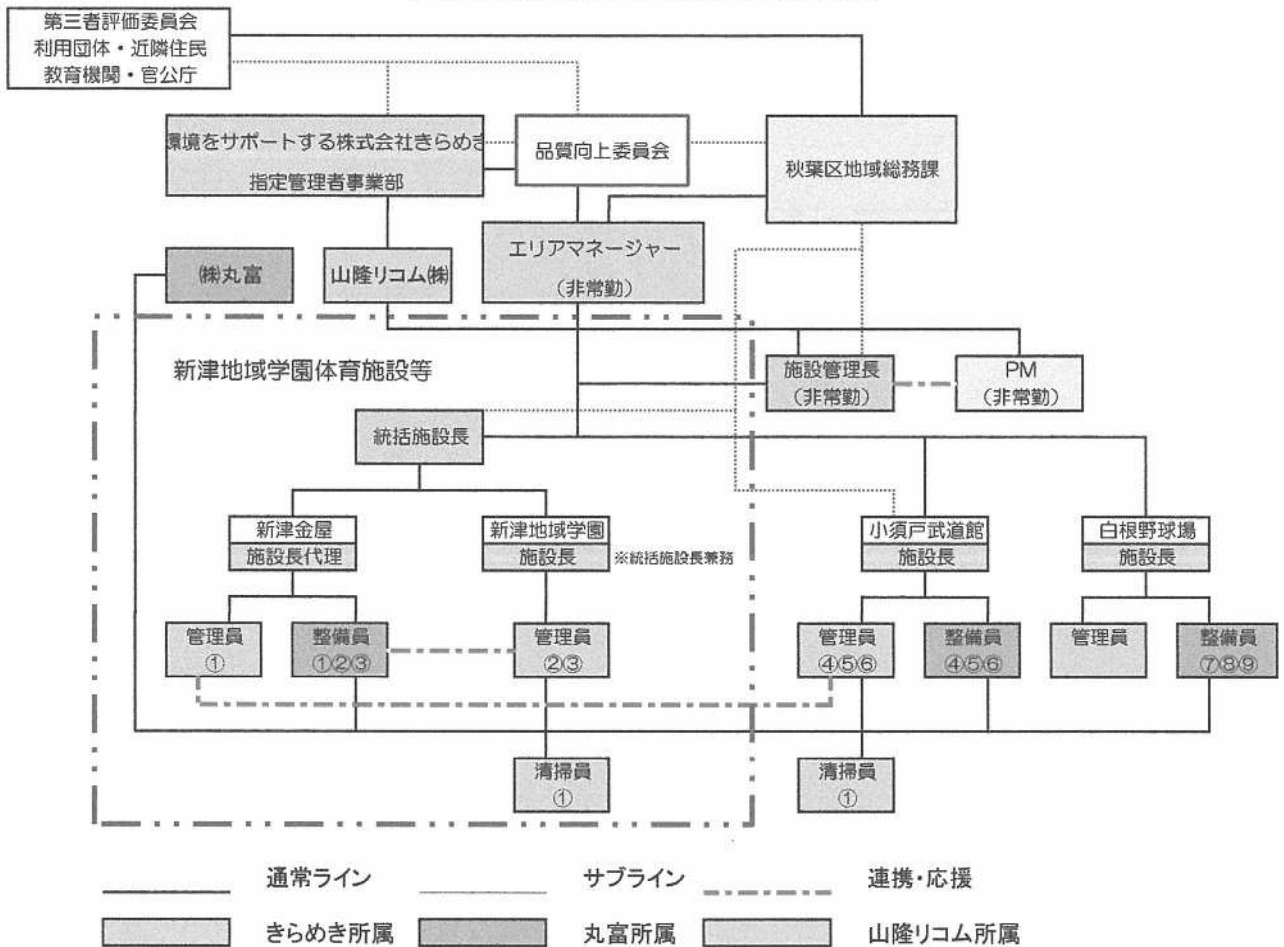 第三者評価委員会
利用団体・近隣住民
教育機関・官公庁
環境をサポートする株式会社きらめき
指定管理者事業部
品質向上委員会
秋葉区地域総務課
㈱丸富
山隆リコム㈱
エリアマネージャー
(非常勤)
新津地域学園体育施設等
施設管理長
(非常勤)
PM
(非常勤)
統括施設長
新津金屋
施設長代理
新津地域学園
施設長
※統括施設長兼務
小須戸武道館
施設長
白根野球場
施設長
管理員
①
整備員
①②③
管理員
②③
管理員
④⑤⑥
整備員
④⑤⑥
管理員
整備員
⑦⑧⑨
清掃員
①
清掃員
①
通常ライン
サブライン
連携・応援
きらめき所属
丸富所属
山隆リコム所属